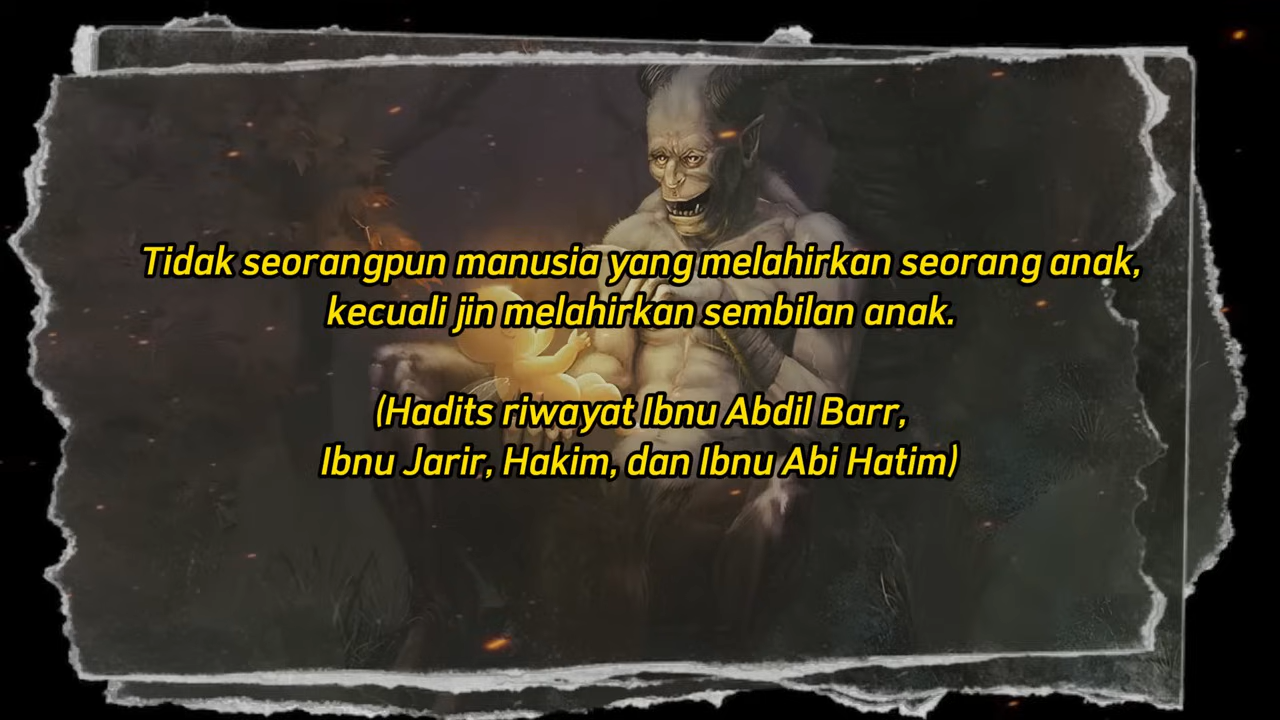 Tidak seorangpun manusia yang melahirkan seorang anak,
kecuali jin melahirkan sembilan anak.
(Hadits riwayat Ibnu Abdil Barr,
Ibnu Jarir, Hakim, dan Ibnu Abi Hatim)